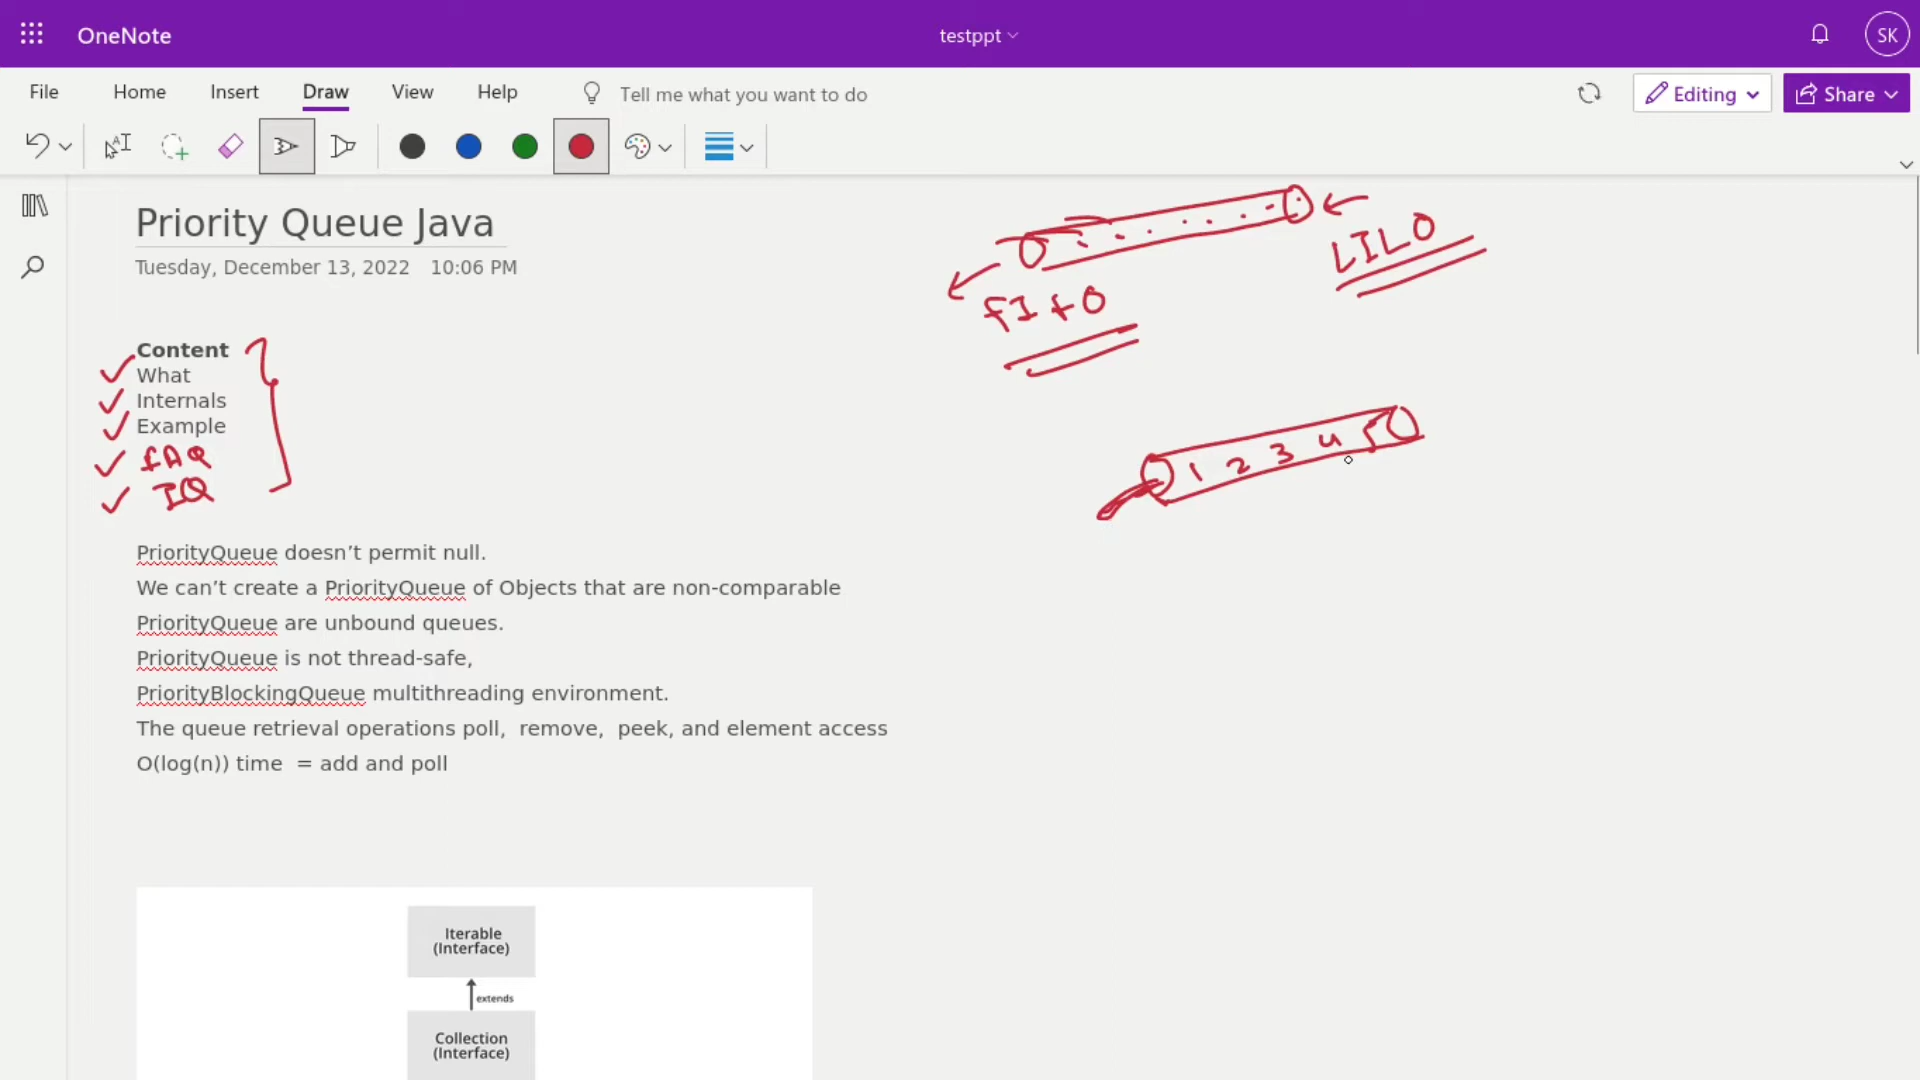 OneNote
testppt
SK
File Home Insert Draw View Help Tell me what you want to do
Editing Share
Priority Queue Java
Tuesday, December 13, 2022 10:06 PM
LILO
FIFO
Content
What
Internals
Example
FAQ
IQ
1 2 3 4 5
PriorityQueue doesn’t permit null.
We can’t create a PriorityQueue of Objects that are non-comparable
PriorityQueue are unbound queues.
PriorityQueue is not thread-safe,
PriorityBlockingQueue multithreading environment.
The queue retrieval operations poll, remove, peek, and element access
O(log(n)) time = add and poll
Iterable
(Interface)
extends
Collection
(Interface)